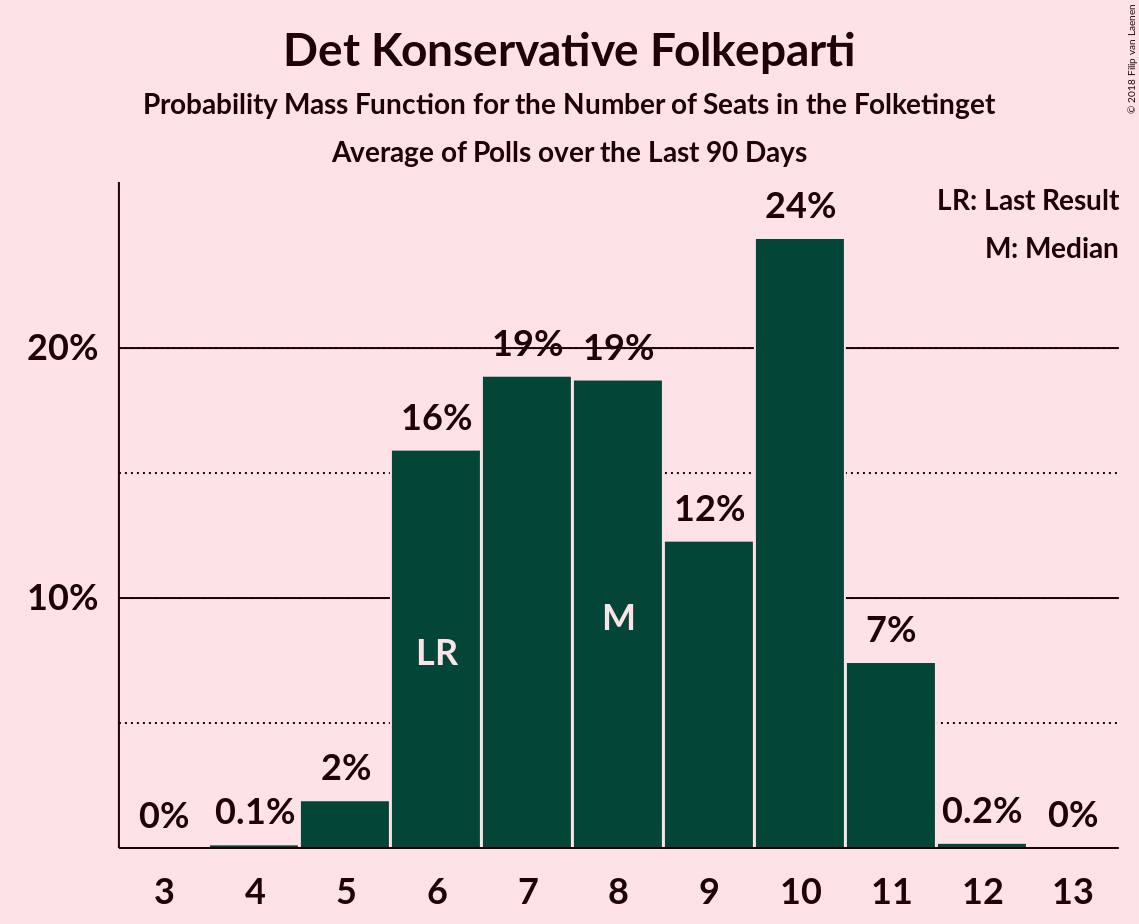 Det Konservative Folkeparti
Probability Mass Function for the Number of Seats in the Folketinget
Average of Polls over the Last 90 Days
© 2018 Filip van Laenen
LR: Last Result
M: Median
20%
10%
0%
0.1%
2%
16%
19%
19%
12%
24%
7%
0.2%
0%
LR
M
3 4 5 6 7 8 9 10 11 12 13